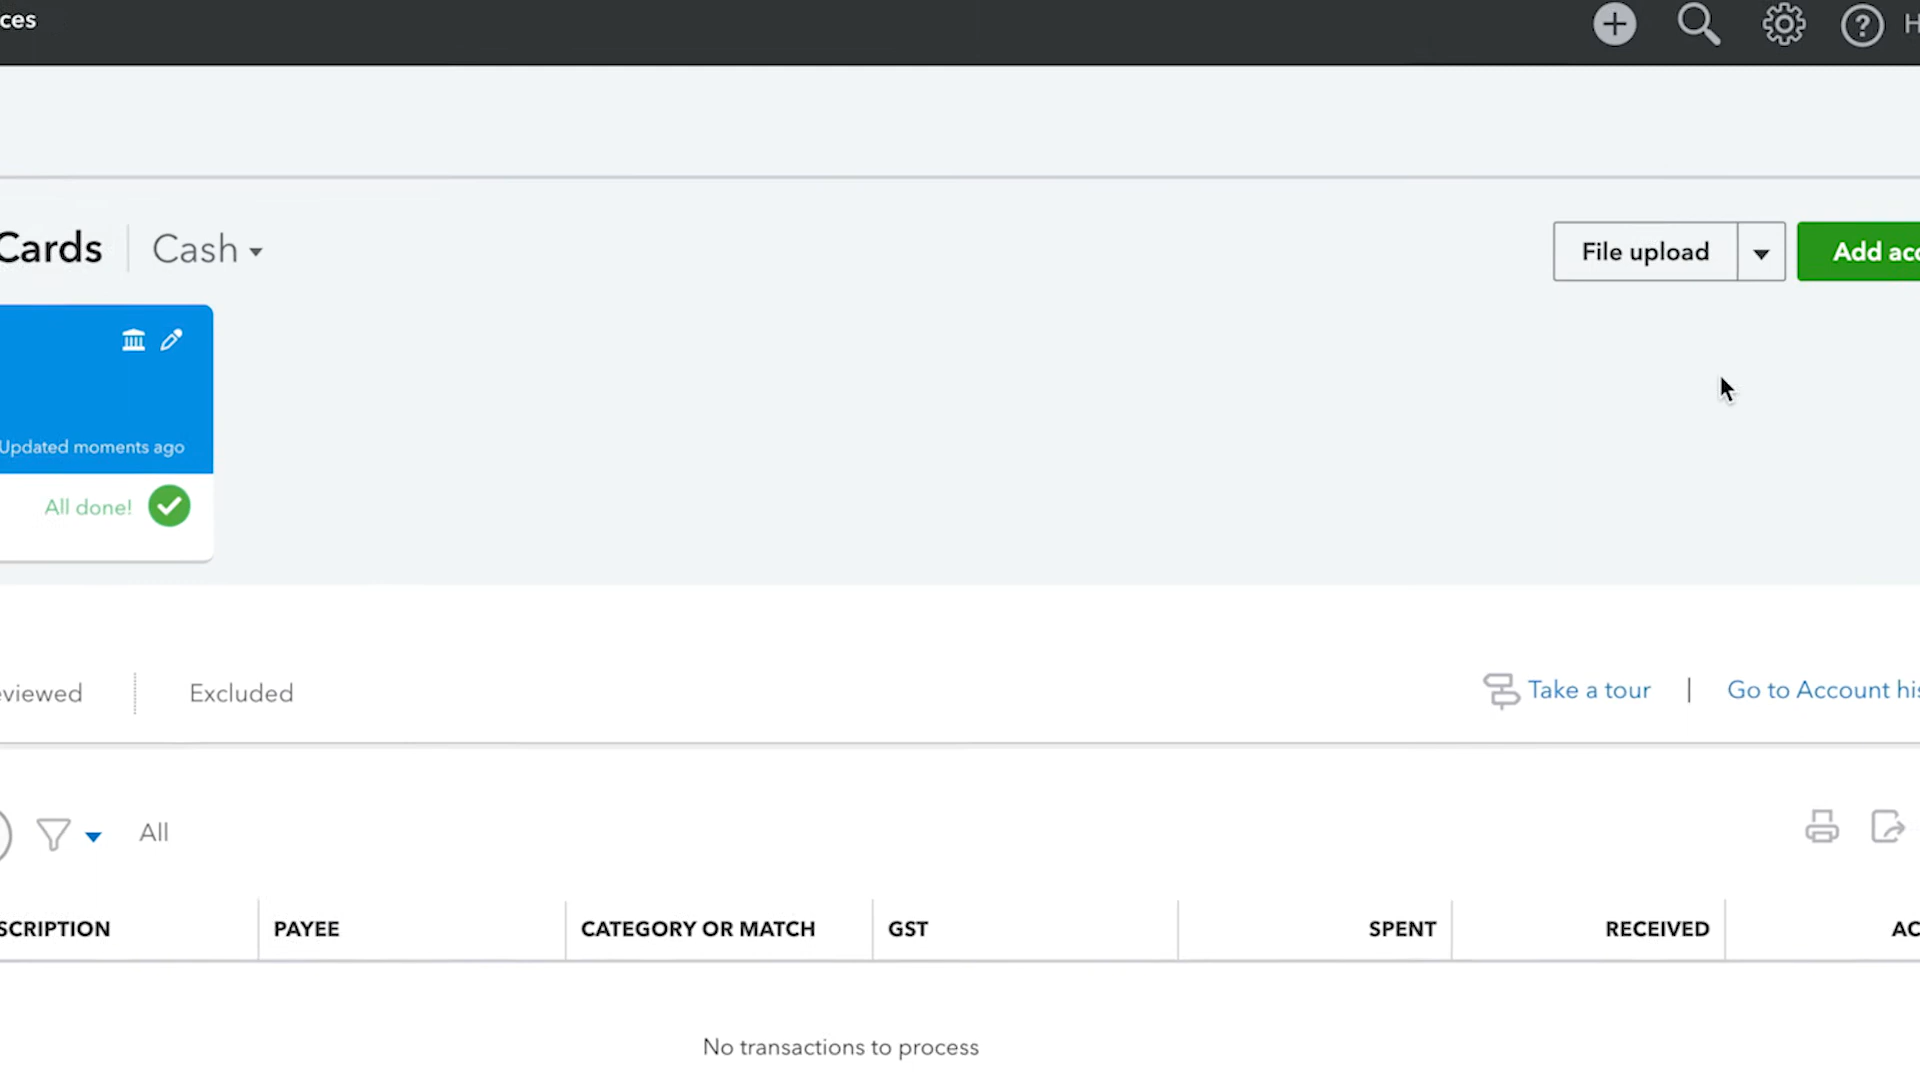 ces
H
Cards
Cash
File upload
Add acc
Updated moments ago
All done!
eviewed
Excluded
Take a tour
Go to Account his
All
SCRIPTION
PAYEE
CATEGORY OR MATCH
GST
SPENT
RECEIVED
AC
No transactions to process